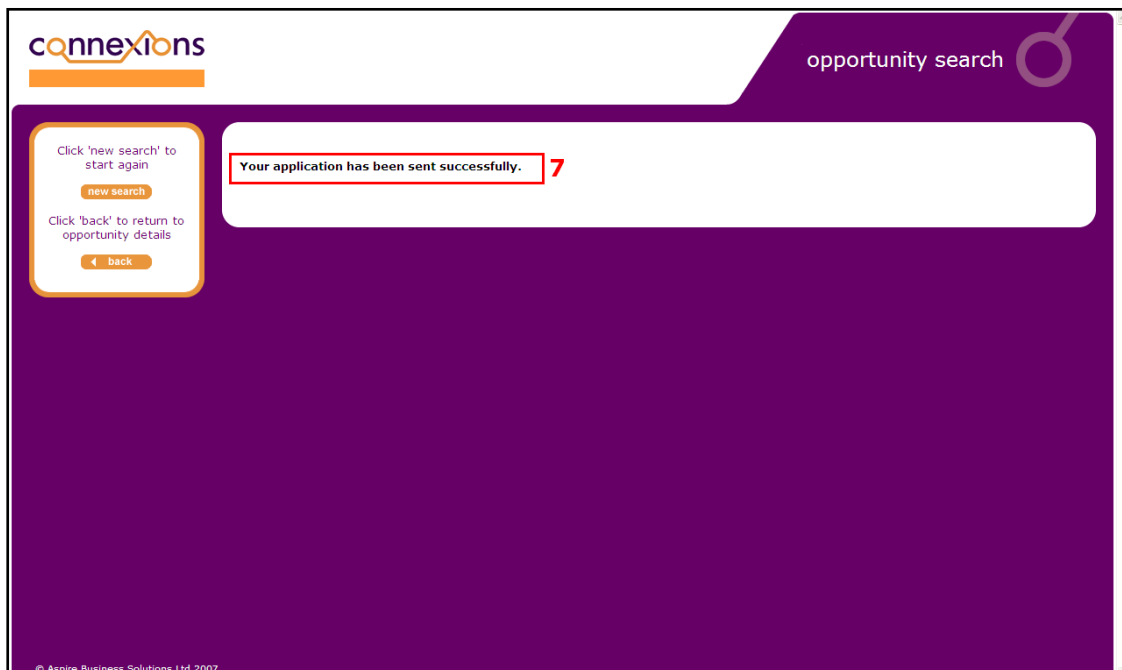 connexions
opportunity search
Click 'new search' to
start again
new search
Click 'back' to return to
opportunity details
back
Your application has been sent successfully.
7
© Aspire Business Solutions Ltd 2007